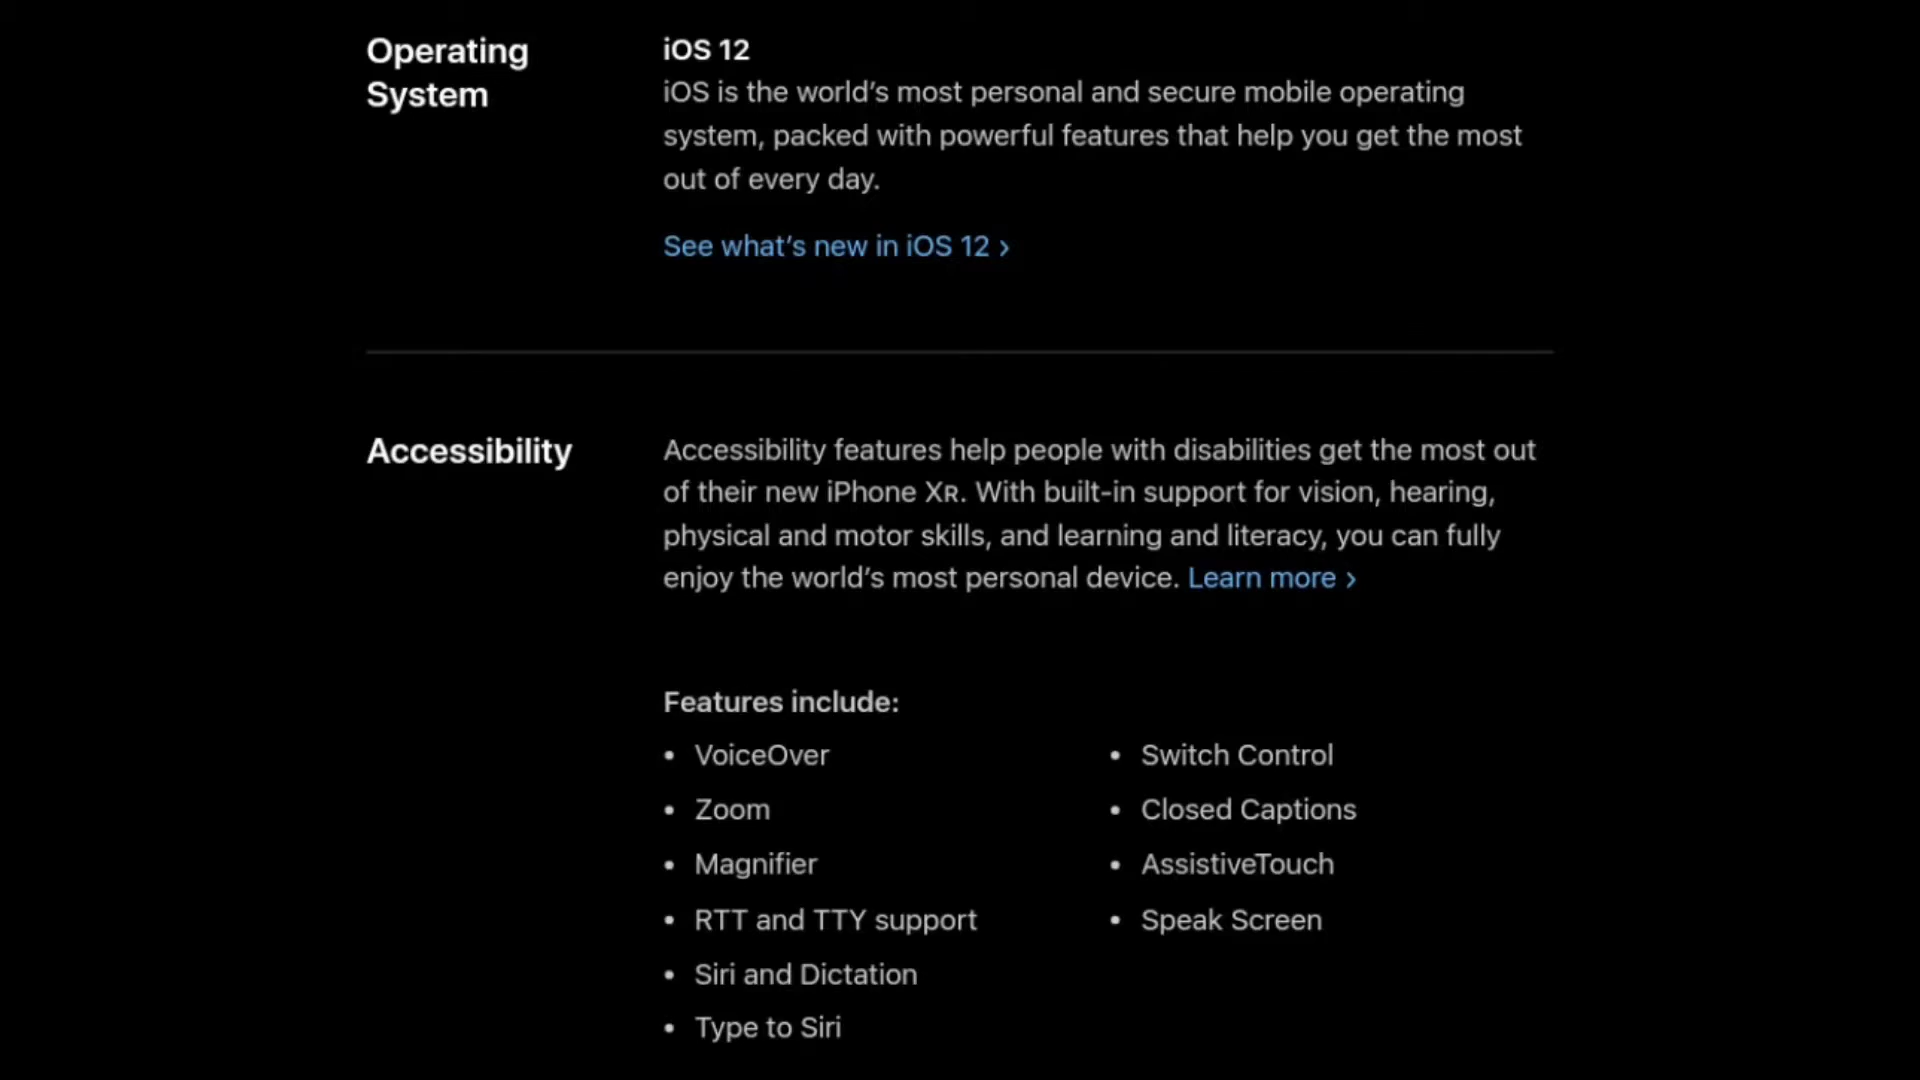 Operating
System
iOS 12
iOS is the world’s most personal and secure mobile operating
system, packed with powerful features that help you get the most
out of every day.
See what’s new in iOS 12 ›
Accessibility
Accessibility features help people with disabilities get the most out
of their new iPhone XR. With built-in support for vision, hearing,
physical and motor skills, and learning and literacy, you can fully
enjoy the world’s most personal device. Learn more ›
Features include:
• VoiceOver
• Zoom
• Magnifier
• RTT and TTY support
• Siri and Dictation
• Type to Siri
• Switch Control
• Closed Captions
• AssistiveTouch
• Speak Screen